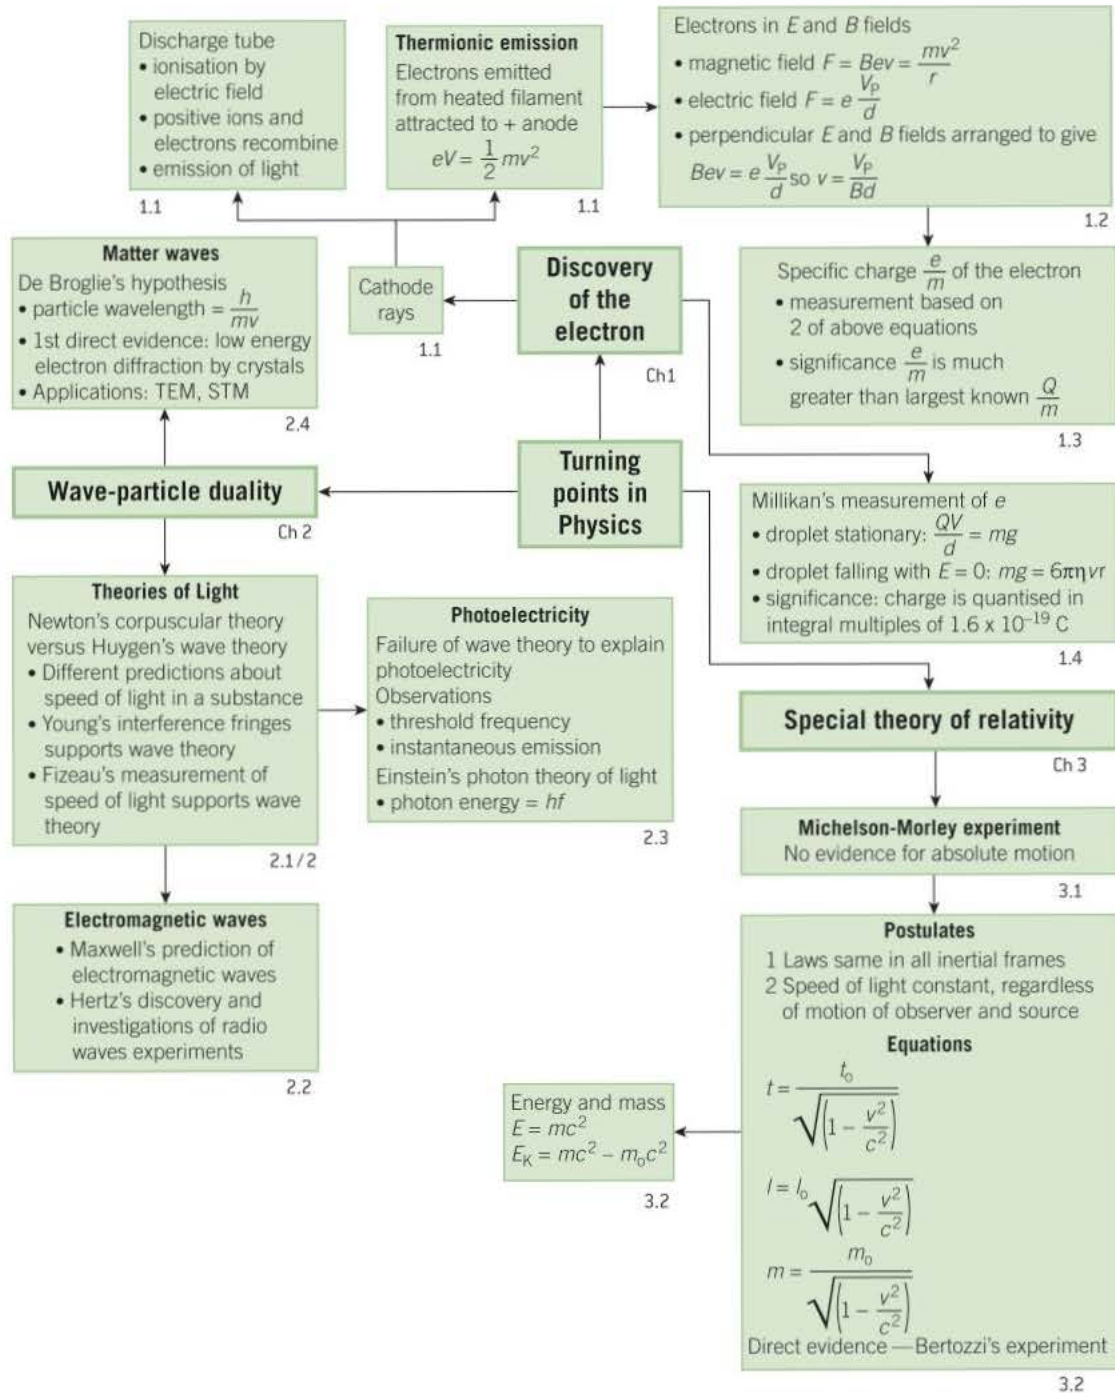 Discharge tube
• ionisation by
electric field
• positive ions and
electrons recombine
• emission of light
1.1
Thermionic emission
Electrons emitted
from heated filament
attracted to + anode
eV = 1/2 mv²
1.1
Electrons in E and B fields
• magnetic field F = Bev = mv²/r
• electric field F = e Vₚ/d
• perpendicular E and B fields arranged to give
Bev = e Vₚ/d so v = Vₚ/Bd
1.2
Matter waves
De Broglie's hypothesis
• particle wavelength = h/mv
• 1st direct evidence: low energy
electron diffraction by crystals
• Applications: TEM, STM
2.4
Cathode
rays
1.1
Discovery
of the
electron
Ch1
Specific charge e/m of the electron
• measurement based on
2 of above equations
• significance e/m is much
greater than largest known Q/m
1.3
Wave-particle duality
Ch 2
Turning
points in
Physics
Millikan's measurement of e
• droplet stationary: QV/d = mg
• droplet falling with E = 0: mg = 6πηvr
• significance: charge is quantised in
integral multiples of 1.6 x 10⁻¹⁹ C
1.4
Theories of Light
Newton's corpuscular theory
versus Huygen's wave theory
• Different predictions about
speed of light in a substance
• Young's interference fringes
supports wave theory
• Fizeau's measurement of
speed of light supports wave
theory
2.1/2
Photoelectricity
Failure of wave theory to explain
photoelectricity
Observations
• threshold frequency
• instantaneous emission
Einstein's photon theory of light
• photon energy = hf
2.3
Special theory of relativity
Ch 3
Michelson-Morley experiment
No evidence for absolute motion
3.1
Electromagnetic waves
• Maxwell's prediction of
electromagnetic waves
• Hertz's discovery and
investigations of radio
waves experiments
2.2
Postulates
1 Laws same in all inertial frames
2 Speed of light constant, regardless
of motion of observer and source
Equations
t = t₀/√(1 − v²/c²)
l = l₀√(1 − v²/c²)
m = m₀/√(1 − v²/c²)
Direct evidence — Bertozzi's experiment
3.2
Energy and mass
E = mc²
Eₖ = mc² − m₀c²
3.2